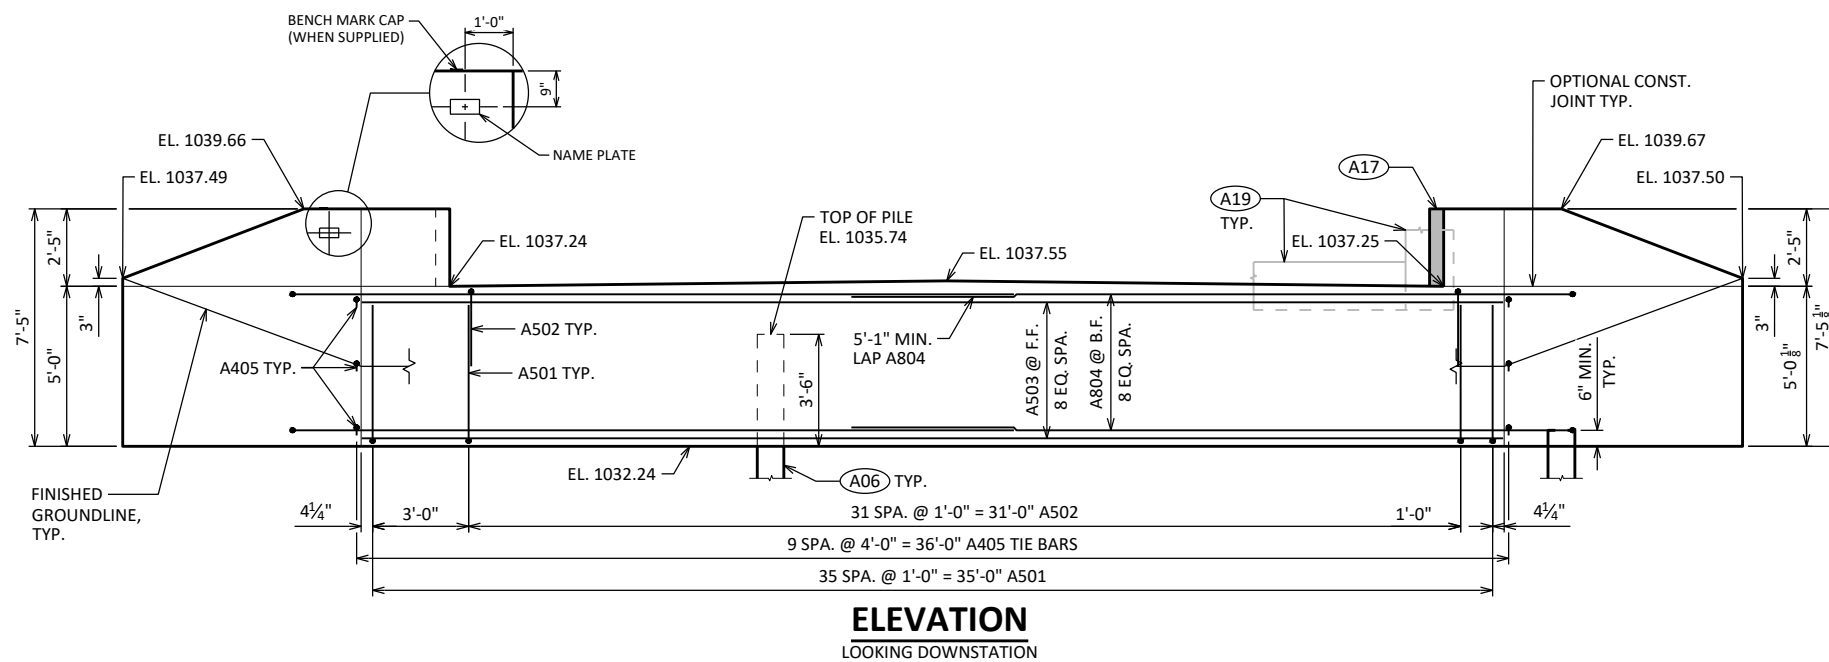 BENCH MARK CAP
(WHEN SUPPLIED)
1'-0"
9"
NAME PLATE
EL. 1039.66
EL. 1037.49
EL. 1037.24
TOP OF PILE
EL. 1035.74
EL. 1037.55
A17
A19
TYP.
EL. 1037.25
OPTIONAL CONST.
JOINT TYP.
EL. 1039.67
EL. 1037.50
7'-5"
2'-5"
3"
5'-0"
A405 TYP.
A502 TYP.
A501 TYP.
3'-6"
5'-1" MIN.
LAP A804
A503 @ F.F.
8 EQ. SPA.
A804 @ B.F.
8 EQ. SPA.
6" MIN.
TYP.
2'-5"
3"
5'-0 1/8"
7'-5 1/8"
FINISHED
GROUNDLINE,
TYP.
EL. 1032.24
A06 TYP.
4¼"
3'-0"
31 SPA. @ 1'-0" = 31'-0" A502
1'-0"
4¼"
9 SPA. @ 4'-0" = 36'-0" A405 TIE BARS
35 SPA. @ 1'-0" = 35'-0" A501
ELEVATION
LOOKING DOWNSTATION